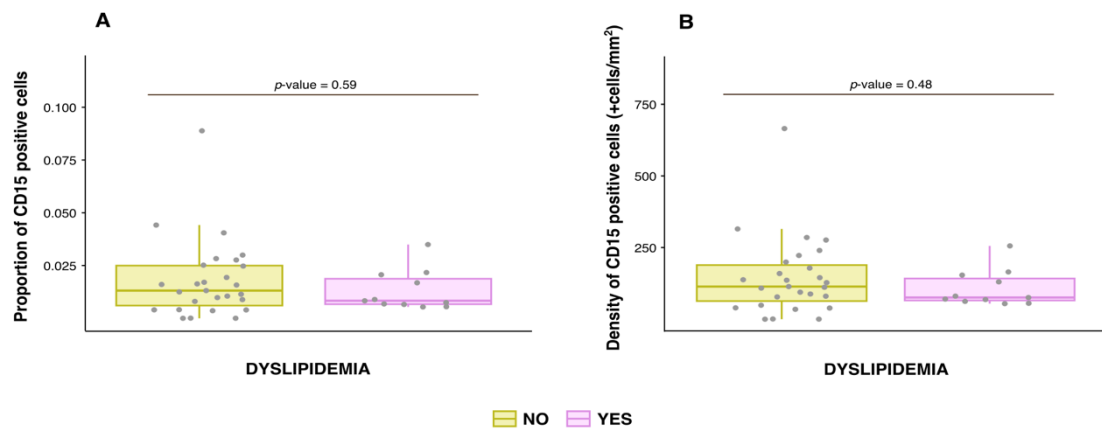 A
Proportion of CD15 positive cells
p-value = 0.59
0.100
0.075
0.050
0.025
DYSLIPIDEMIA
B
Density of CD15 positive cells (+cells/mm²)
p-value = 0.48
750
500
250
DYSLIPIDEMIA
NO YES